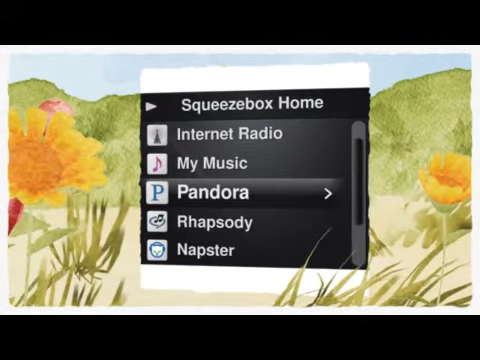 Squeezebox Home
Internet Radio
My Music
P Pandora
Rhapsody
Napster